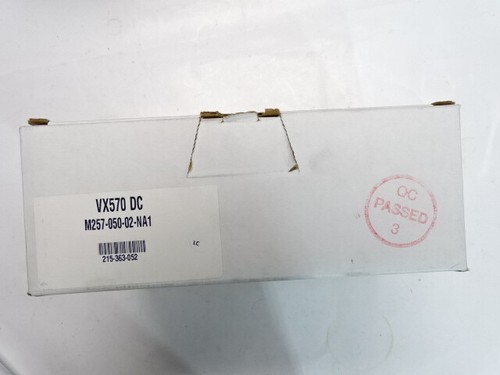 VX570 DC
M257-050-02-NA1
215-363-052
LC
QC
PASSED
3